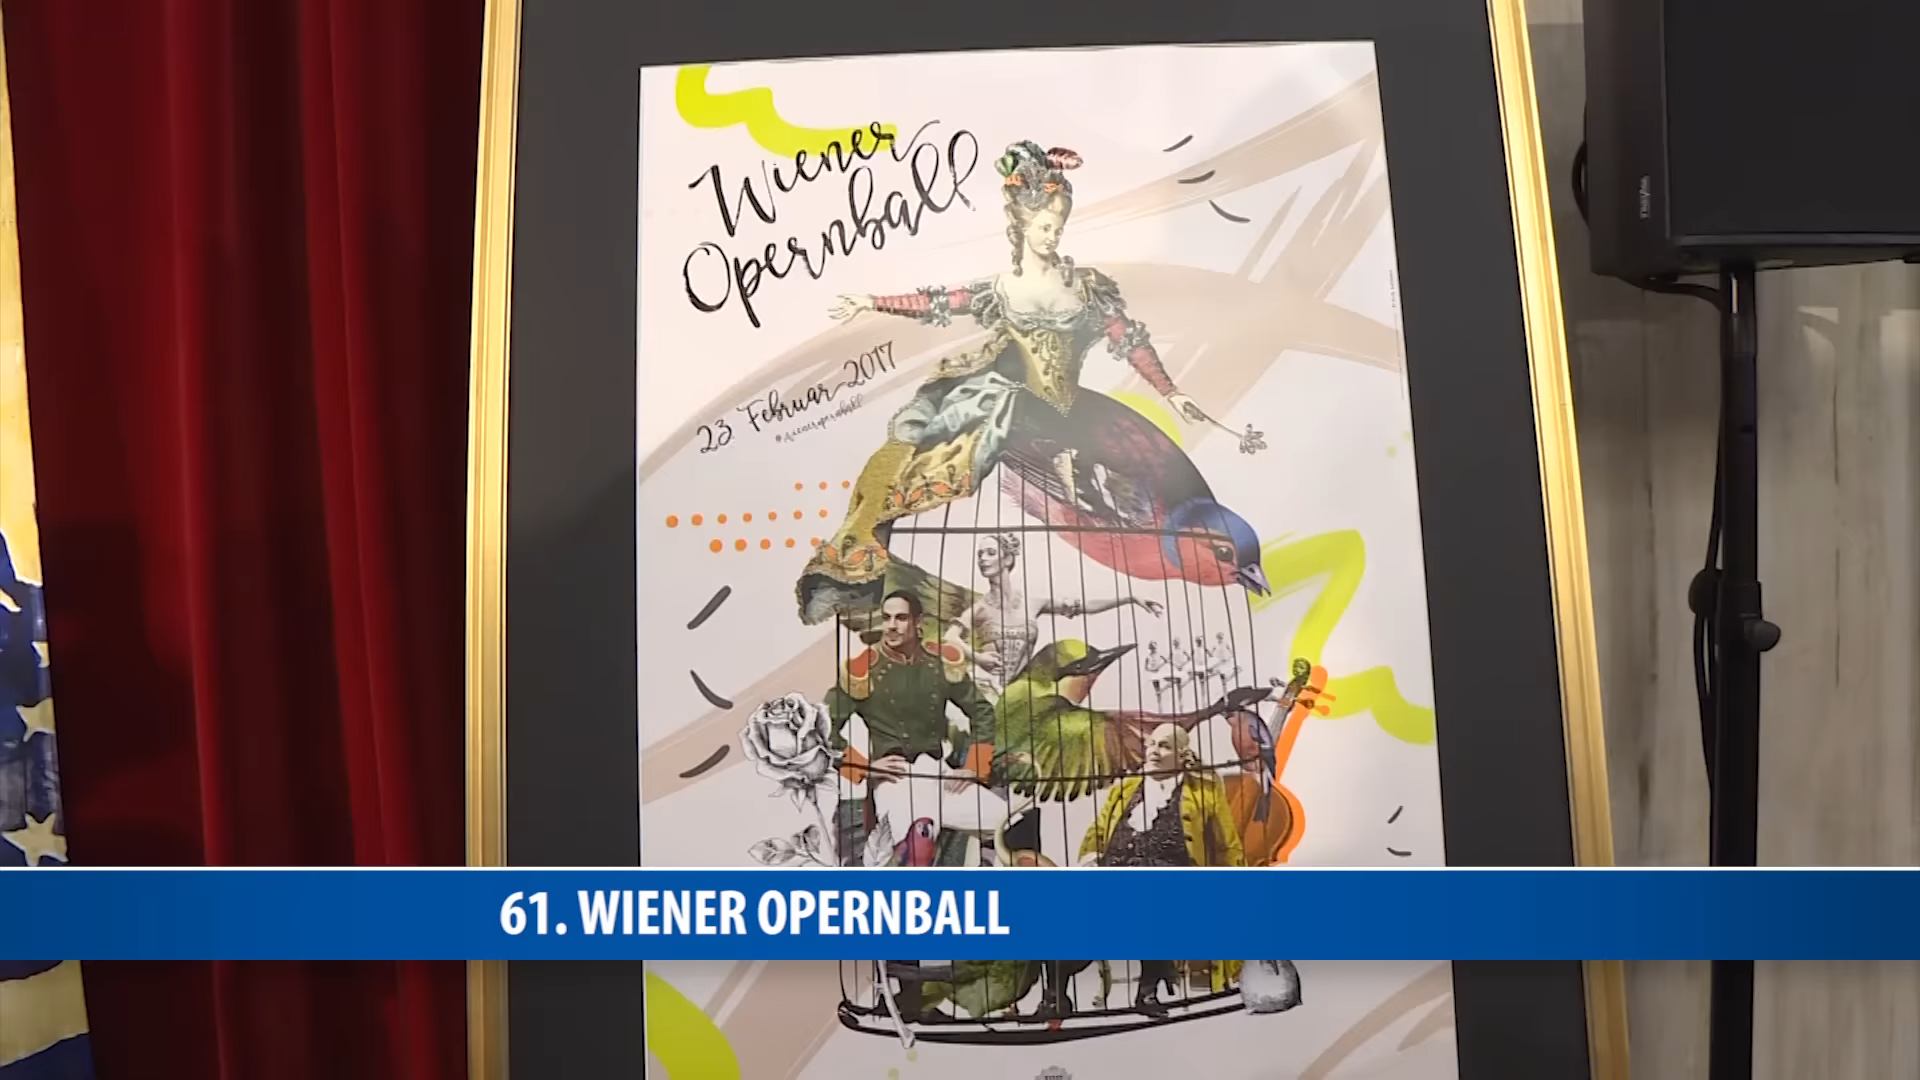 Wiener
Opernball
23. Februar 2017
#wieneropernball
61. WIENER OPERNBALL